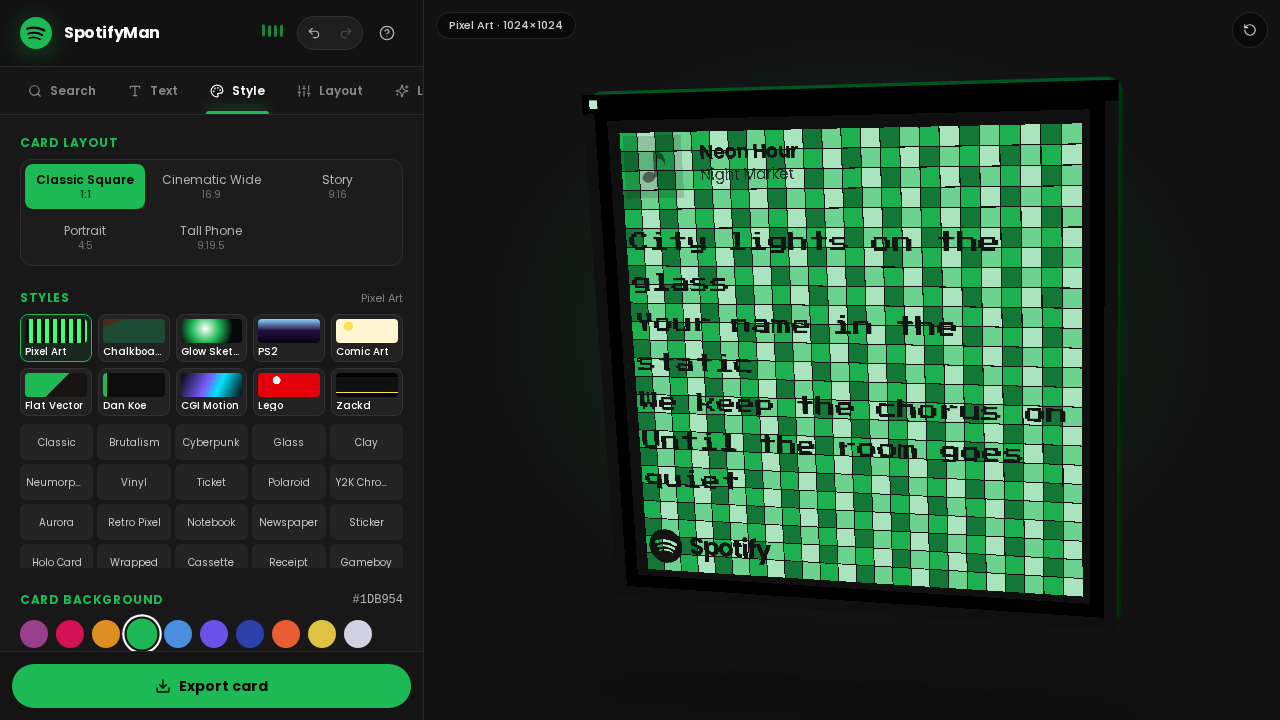 SpotifyMan
Pixel Art · 1024×1024
Search
Text
Style
Layout
L
CARD LAYOUT
Classic Square
1:1
Cinematic Wide
16:9
Story
9:16
Portrait
4:5
Tall Phone
9:19.5
STYLES
Pixel Art
Pixel Art
Chalkboa...
Glow Sket...
PS2
Comic Art
Flat Vector
Dan Koe
CGI Motion
Lego
Zackd
Classic
Brutalism
Cyberpunk
Glass
Clay
Neumorp...
Vinyl
Ticket
Polaroid
Y2K Chro...
Aurora
Retro Pixel
Notebook
Newspaper
Sticker
Holo Card
Wrapped
Cassette
Receipt
Gameboy
CARD BACKGROUND
#1DB954
Export card
Neon Hour
Night Market
City lights on the
glass
Your name in the
static
We keep the chorus on
Until the room goes
quiet
Spotify